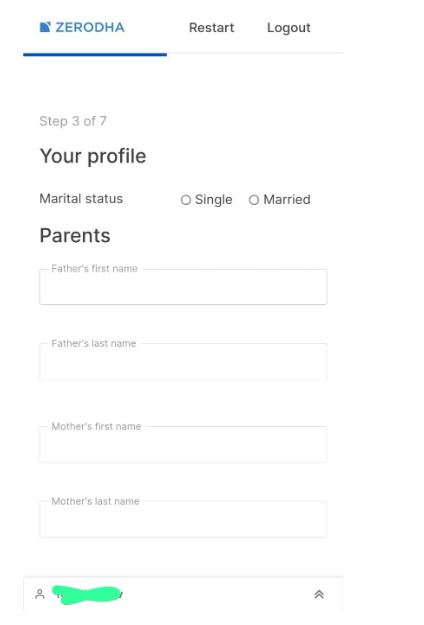 ZERODHA Restart Logout
Step 3 of 7
Your profile
Marital status Single Married
Parents
Father's first name
Father's last name
Mother's first name
Mother's last name